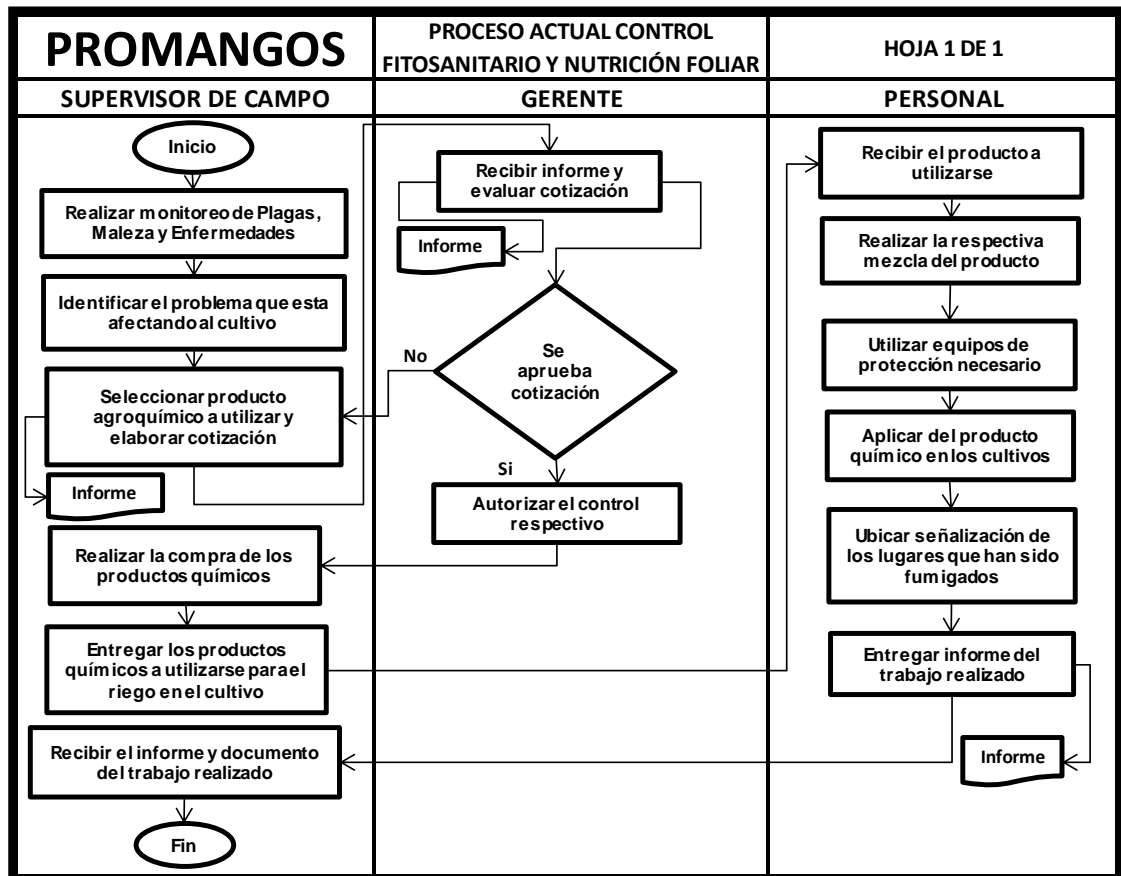 PROMANGOS
PROCESO ACTUAL CONTROL
FITOSANITARIO Y NUTRICIÓN FOLIAR
HOJA 1 DE 1
SUPERVISOR DE CAMPO
GERENTE
PERSONAL
Inicio
Realizar monitoreo de Plagas,
Maleza y Enfermedades
Identificar el problema que esta
afectando al cultivo
Seleccionar producto
agroquímico a utilizar y
elaborar cotización
Informe
Realizar la compra de los
productos químicos
Entregar los productos
químicos a utilizarse para el
riego en el cultivo
Recibir el informe y documento
del trabajo realizado
Fin
Recibir informe y
evaluar cotización
Informe
No
Se
aprueba
cotización
Si
Autorizar el control
respectivo
Recibir el producto a
utilizarse
Realizar la respectiva
mezcla del producto
Utilizar equipos de
protección necesario
Aplicar del producto
químico en los cultivos
Ubicar señalización de
los lugares que han sido
fumigados
Entregar informe del
trabajo realizado
Informe